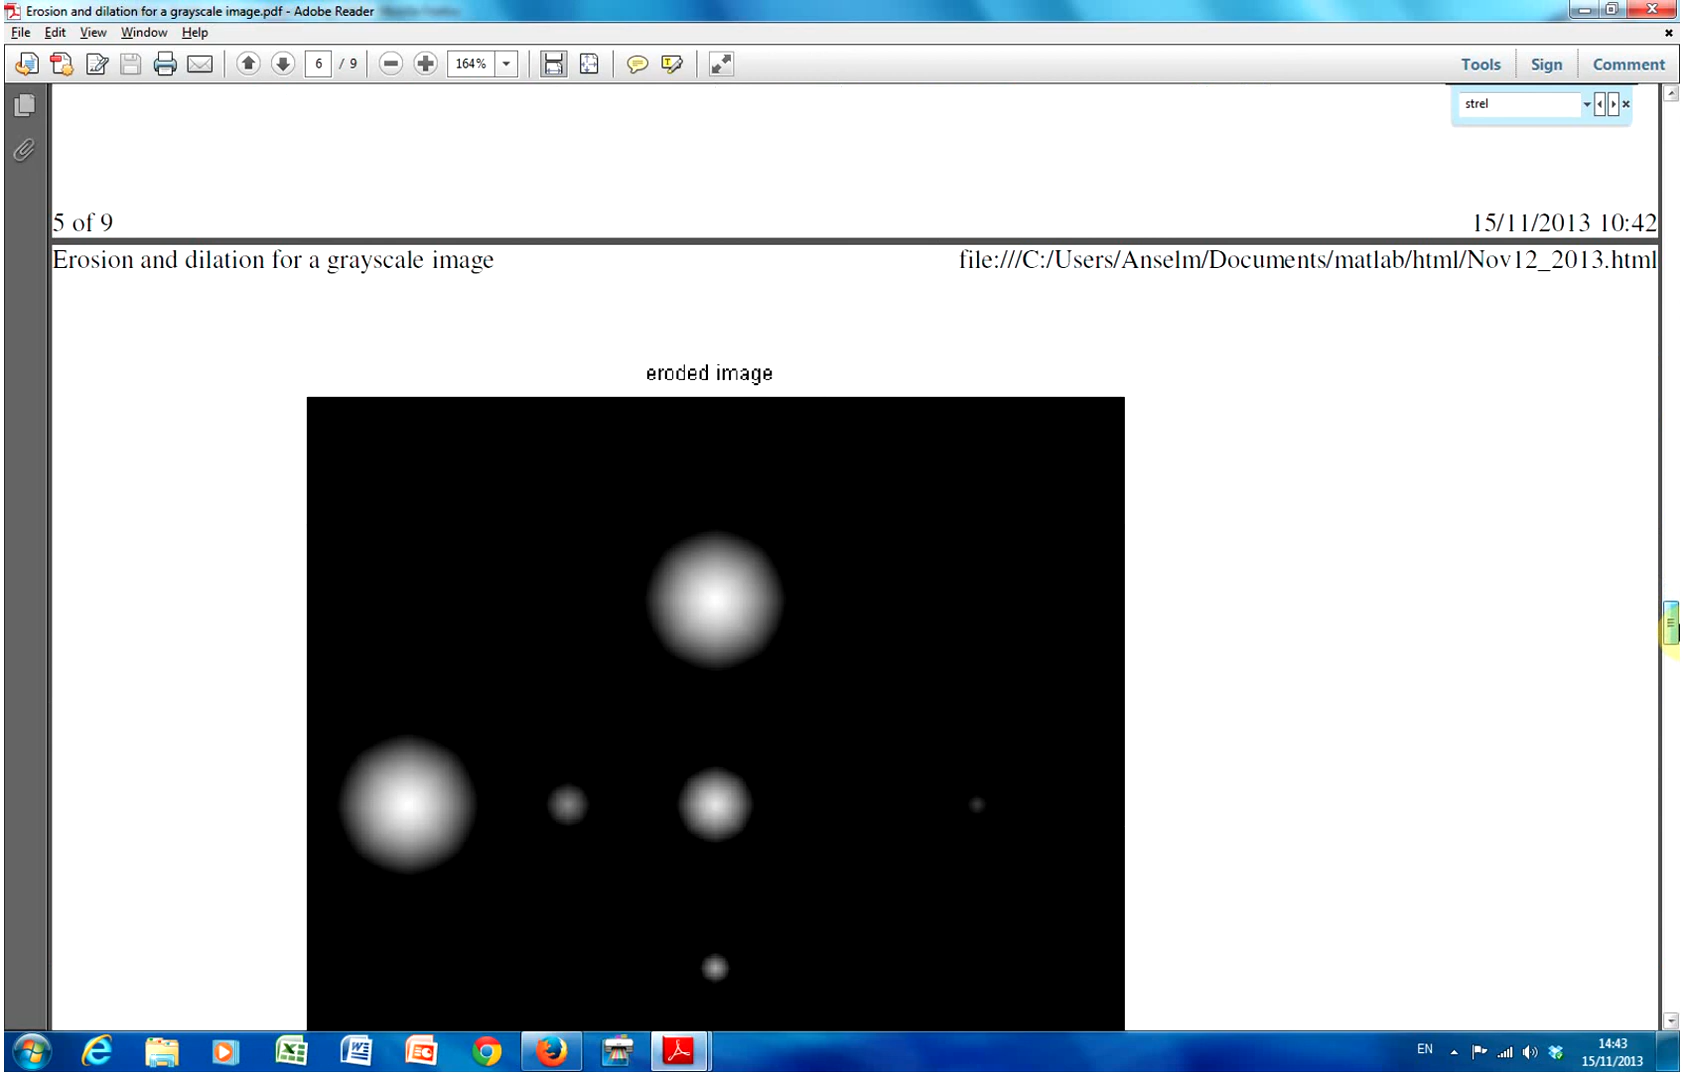 Erosion and dilation for a grayscale image.pdf - Adobe Reader
File Edit View Window Help
6 / 9 164% Tools Sign Comment
strel
5 of 9 15/11/2013 10:42
Erosion and dilation for a grayscale image file:///C:/Users/Anselm/Documents/matlab/html/Nov12_2013.html
eroded image
EN 14:43
15/11/2013